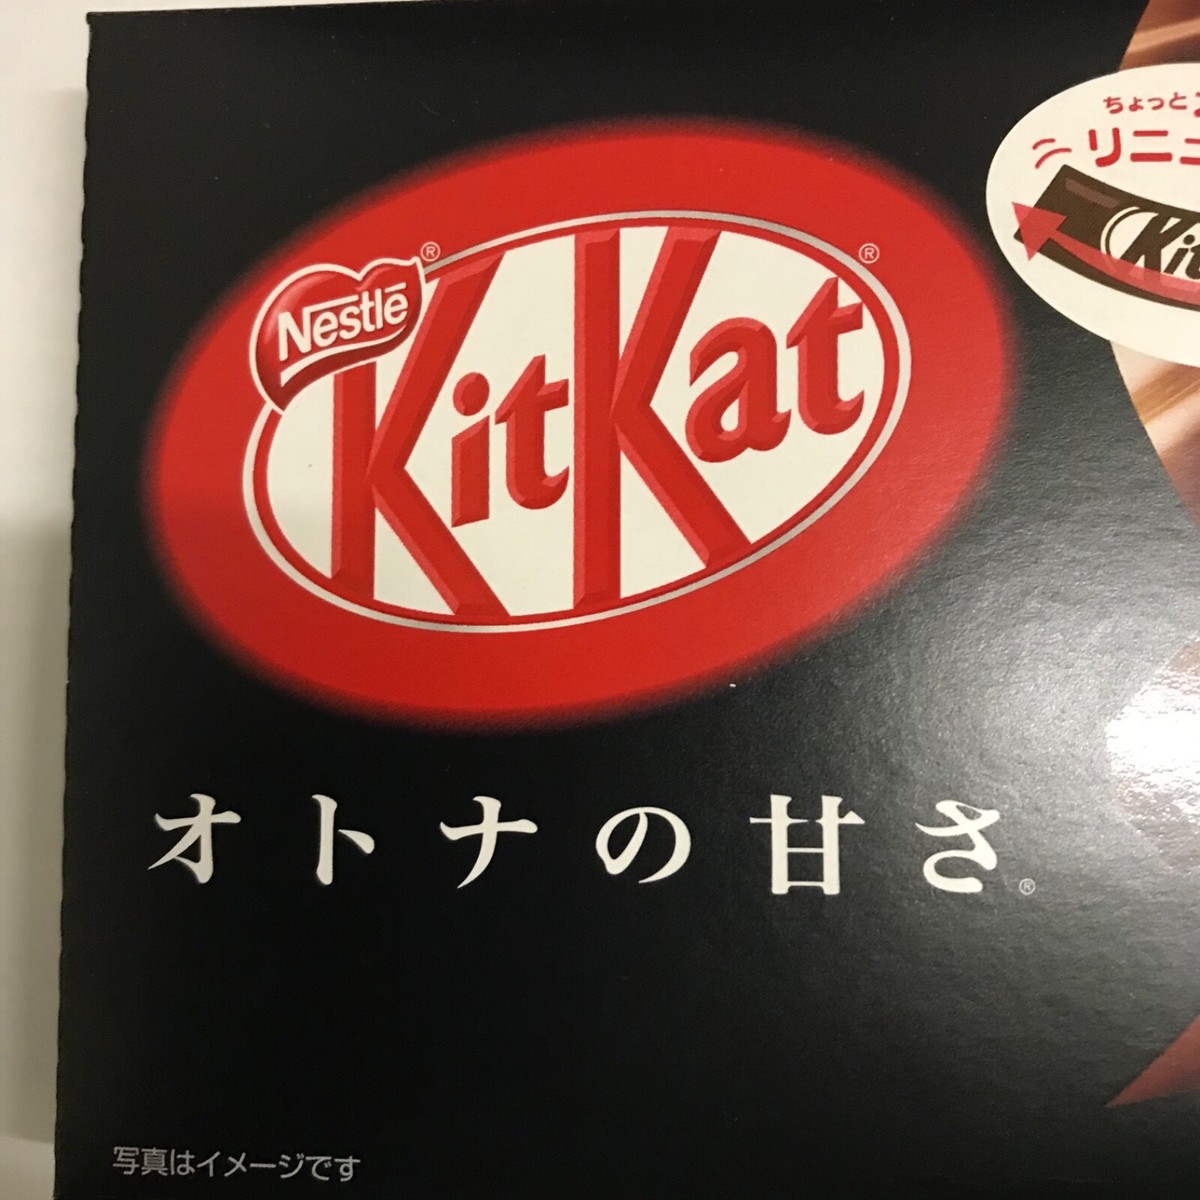 ちょっと
リニュ
Kit
Nestlé®
KitKat®
オトナの甘さ®
写真はイメージです